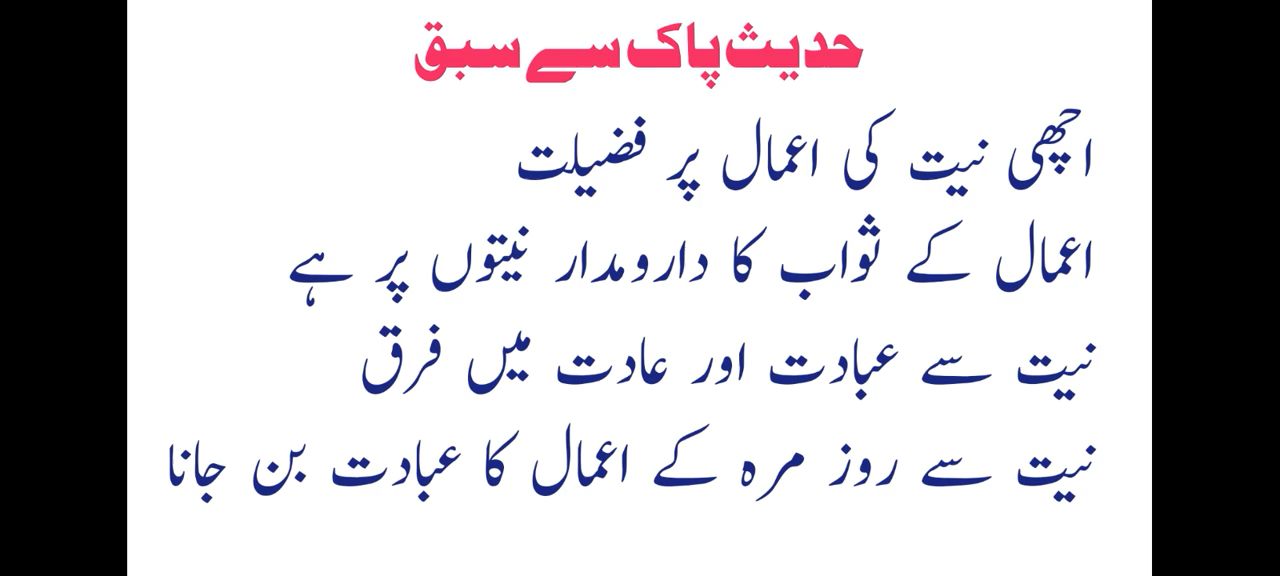 حدیث پاک سے سبق
اچھی نیت کی اعمال پر فضیلت
اعمال کے ثواب کا دارومدار نیتوں پر ہے
نیت سے عبادت اور عادت میں فرق
نیت سے روز مرہ کے اعمال کا عبادت بن جانا